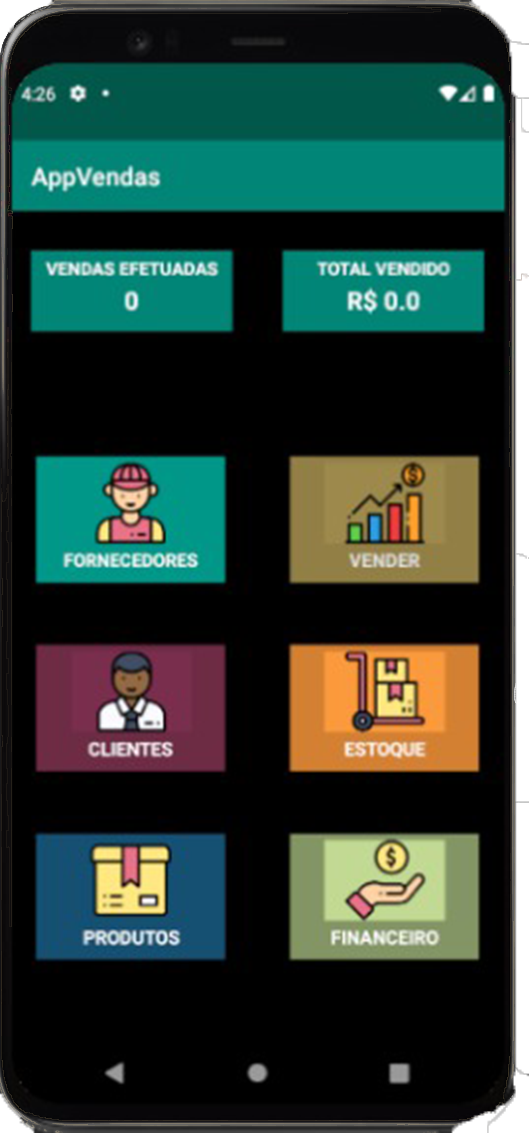 4:26
AppVendas
VENDAS EFETUADAS
0
TOTAL VENDIDO
R$ 0.0
FORNECEDORES
VENDER
CLIENTES
ESTOQUE
PRODUTOS
FINANCEIRO